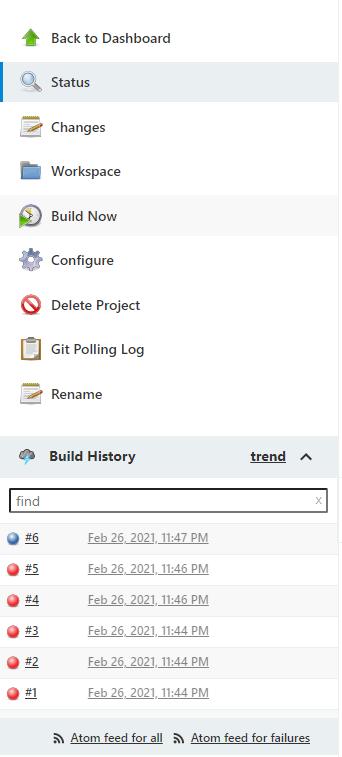 Back to Dashboard
Status
Changes
Workspace
Build Now
Configure
Delete Project
Git Polling Log
Rename
Build History trend
find x
#6 Feb 26, 2021, 11:47 PM
#5 Feb 26, 2021, 11:46 PM
#4 Feb 26, 2021, 11:46 PM
#3 Feb 26, 2021, 11:44 PM
#2 Feb 26, 2021, 11:44 PM
#1 Feb 26, 2021, 11:44 PM
Atom feed for all Atom feed for failures